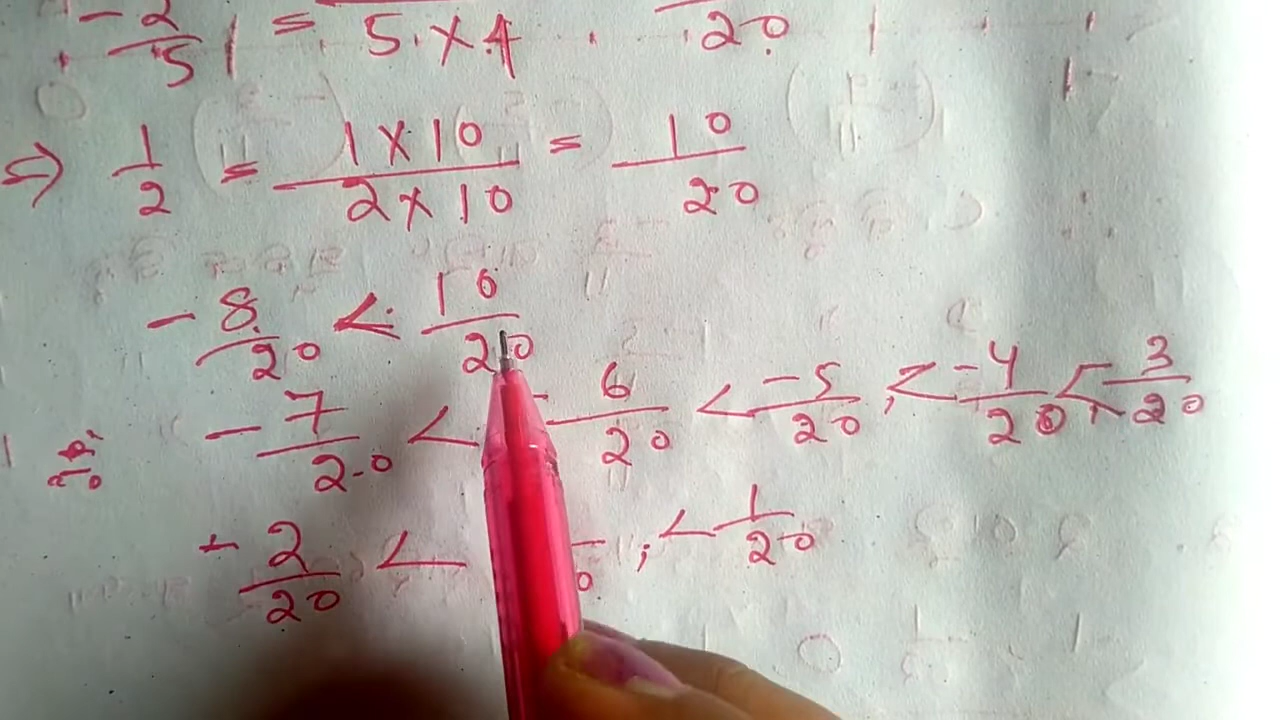 -2/5 = /5×4 /20
⇒ 1/2 = 1×10/2×10 = 10/20
-8/20 < 10/20
-7/20 < -6/20 < -5/20, < -4/20 < -3/20
-2/20 < , < 1/20